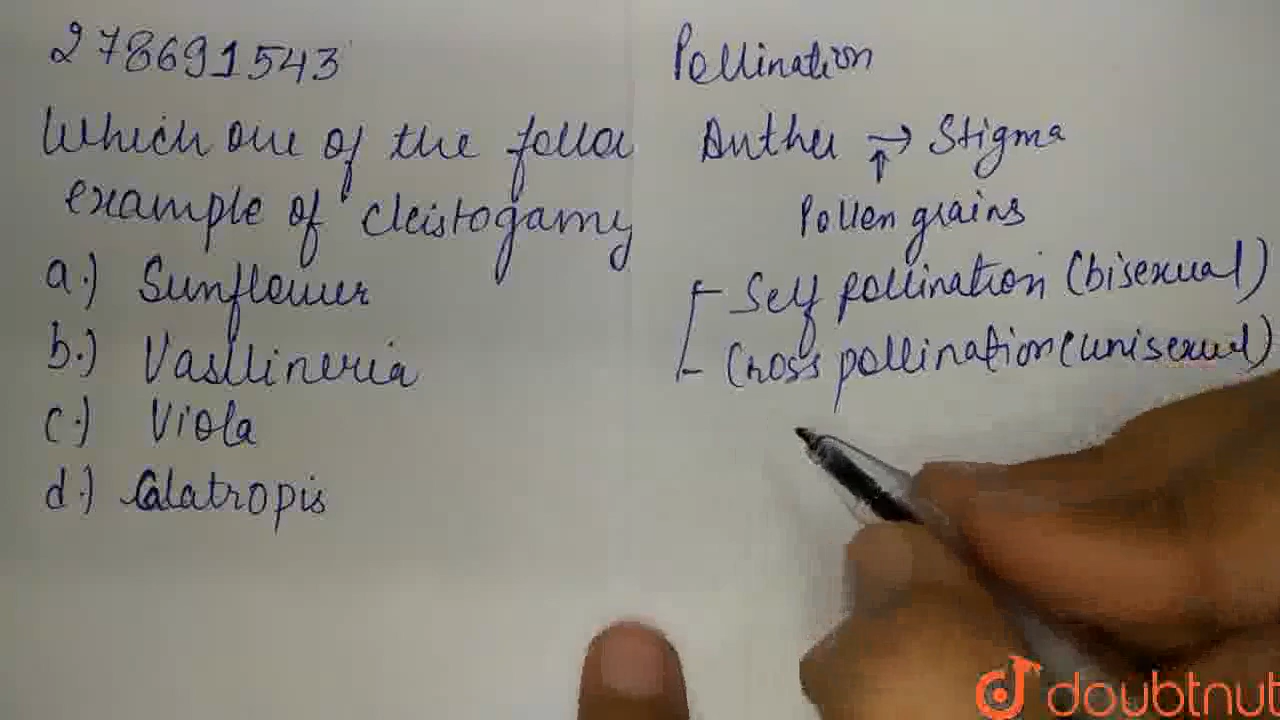 278691543
Which one of the follo
example of cleistogamy
a.) Sunflower
b.) Vasllineria
c.) Viola
d.) Calatropis
Pollination
Anther → Stigma
↑
Pollen grains
- Self pollination (bisexual)
- Cross pollination (unisexual)
doubtnut